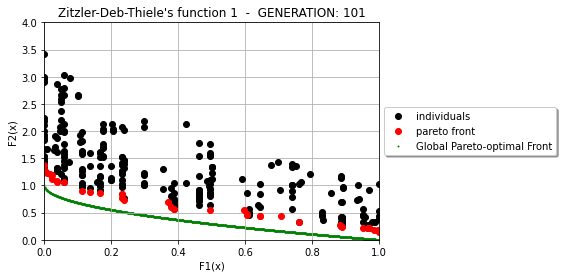 Zitzler-Deb-Thiele's function 1 - GENERATION: 101
4.0
3.5
3.0
2.5
2.0
1.5
1.0
0.5
0.0
F2(x)
0.0 0.2 0.4 0.6 0.8 1.0
F1(x)
individuals
pareto front
Global Pareto-optimal Front